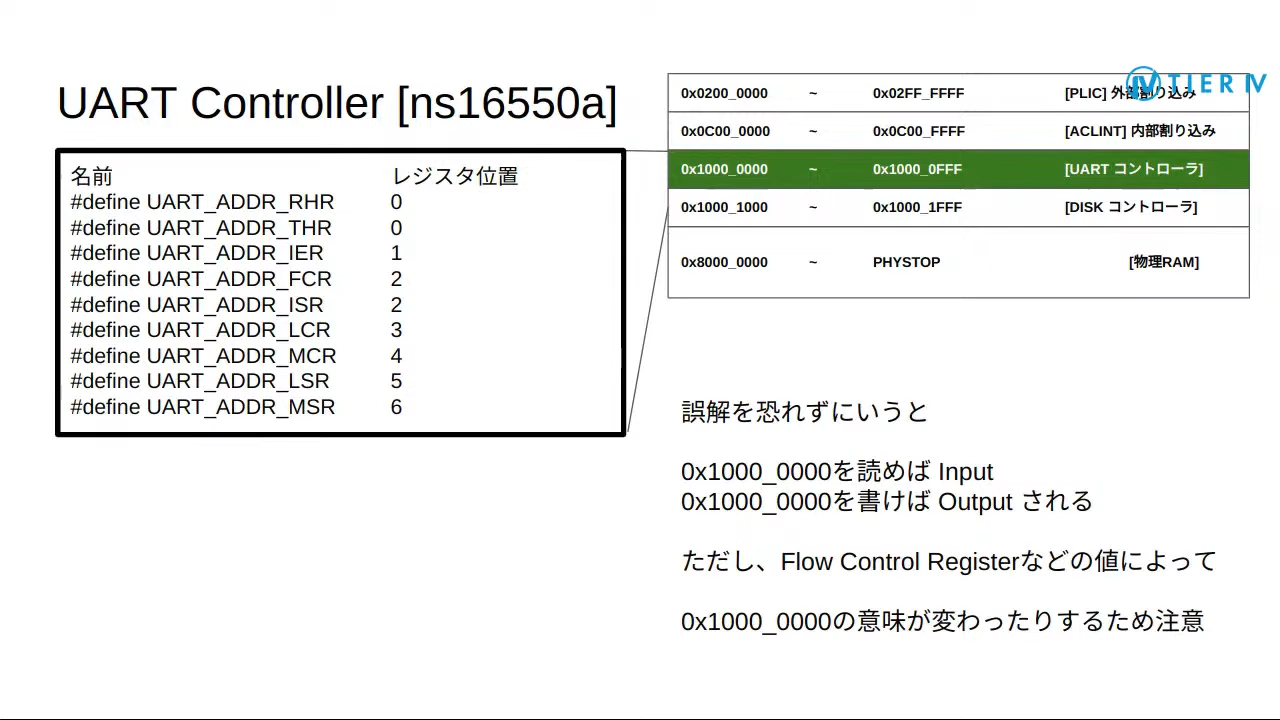 UART Controller [ns16550a]
名前 レジスタ位置
#define UART_ADDR_RHR 0
#define UART_ADDR_THR 0
#define UART_ADDR_IER 1
#define UART_ADDR_FCR 2
#define UART_ADDR_ISR 2
#define UART_ADDR_LCR 3
#define UART_ADDR_MCR 4
#define UART_ADDR_LSR 5
#define UART_ADDR_MSR 6
TIER IV
0x0200_0000 ~ 0x02FF_FFFF [PLIC] 外部割り込み
0x0C00_0000 ~ 0x0C00_FFFF [ACLINT] 内部割り込み
0x1000_0000 ~ 0x1000_0FFF [UART コントローラ]
0x1000_1000 ~ 0x1000_1FFF [DISK コントローラ]
0x8000_0000 ~ PHYSTOP [物理RAM]
誤解を恐れずにいうと
0x1000_0000を読めば Input
0x1000_0000を書けば Output される
ただし、Flow Control Registerなどの値によって
0x1000_0000の意味が変わったりするため注意